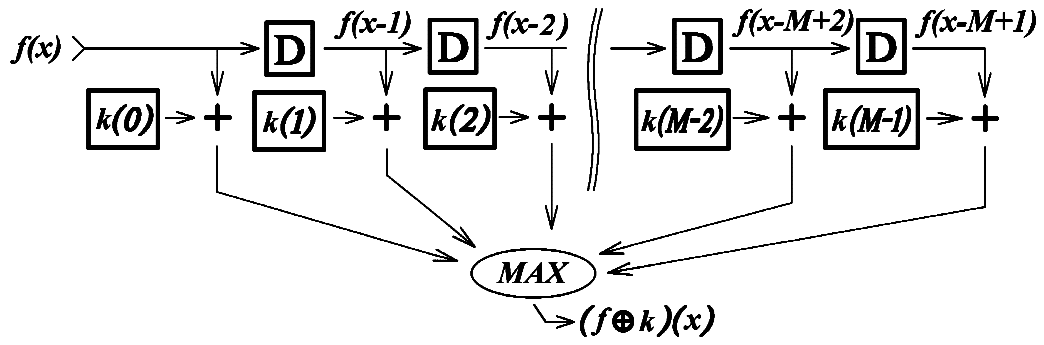 f(x-1) f(x-2) f(x-M+2) f(x-M+1)
f(x) D D D D
k(0) + k(1) + k(2) + k(M-2) + k(M-1) +
MAX
(f⊕k)(x)